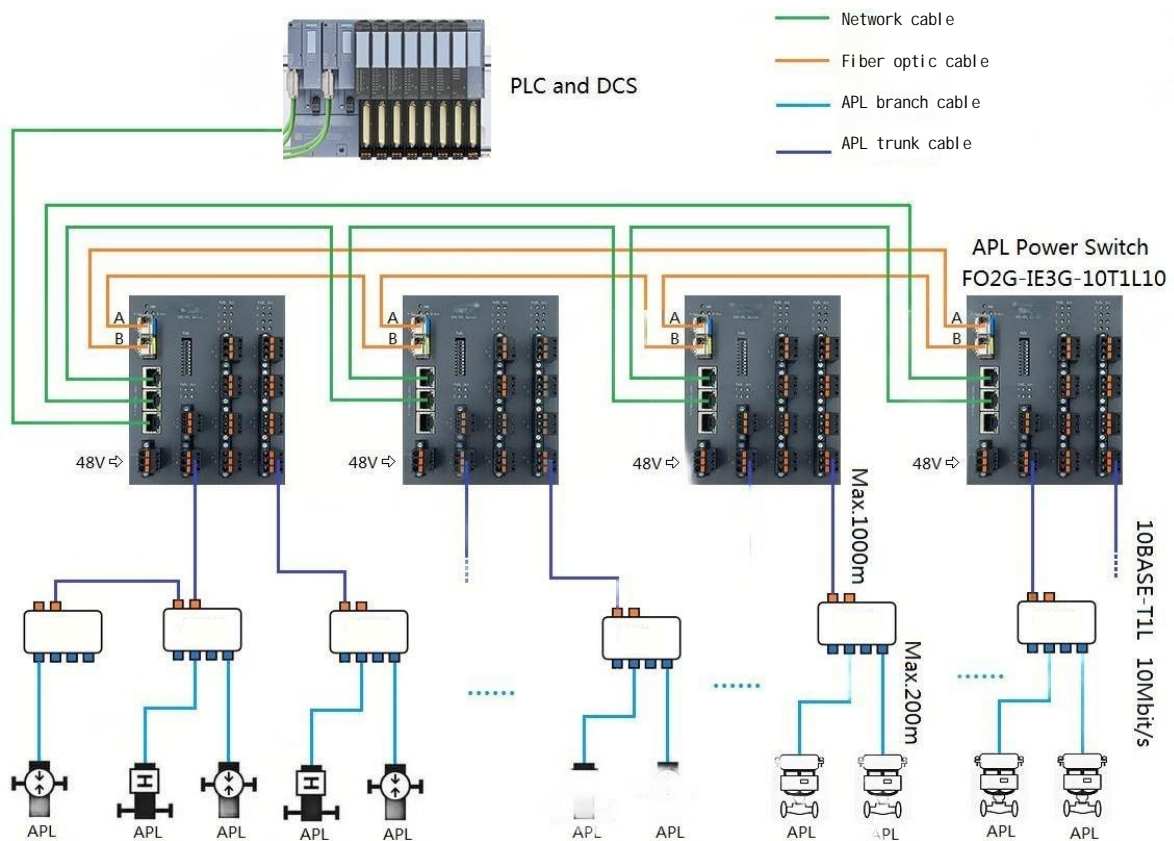 Network cable
Fiber optic cable
APL branch cable
APL trunk cable
PLC and DCS
APL Power Switch
FO2G-IE3G-10T1L10
A
B
A
B
A
B
A
B
48V
48V
48V
48V
Max.1000m
Max.200m
10BASE-T1L 10Mbit/s
APL
APL
APL
APL
APL
APL
APL
APL
APL
APL
APL